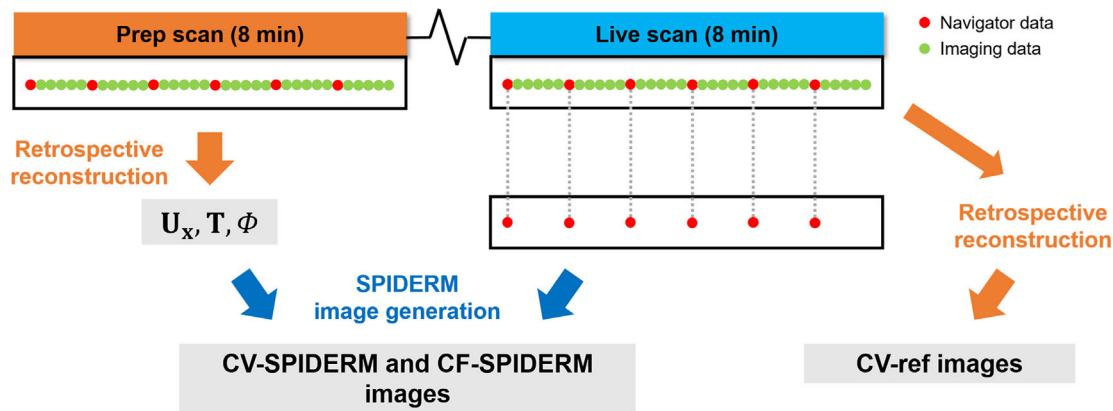 Prep scan (8 min)
Live scan (8 min)
Navigator data
Imaging data
Retrospective
reconstruction
𝐔ₓ, 𝐓, 𝛷
SPIDERM
image generation
Retrospective
reconstruction
CV-SPIDERM and CF-SPIDERM
images
CV-ref images